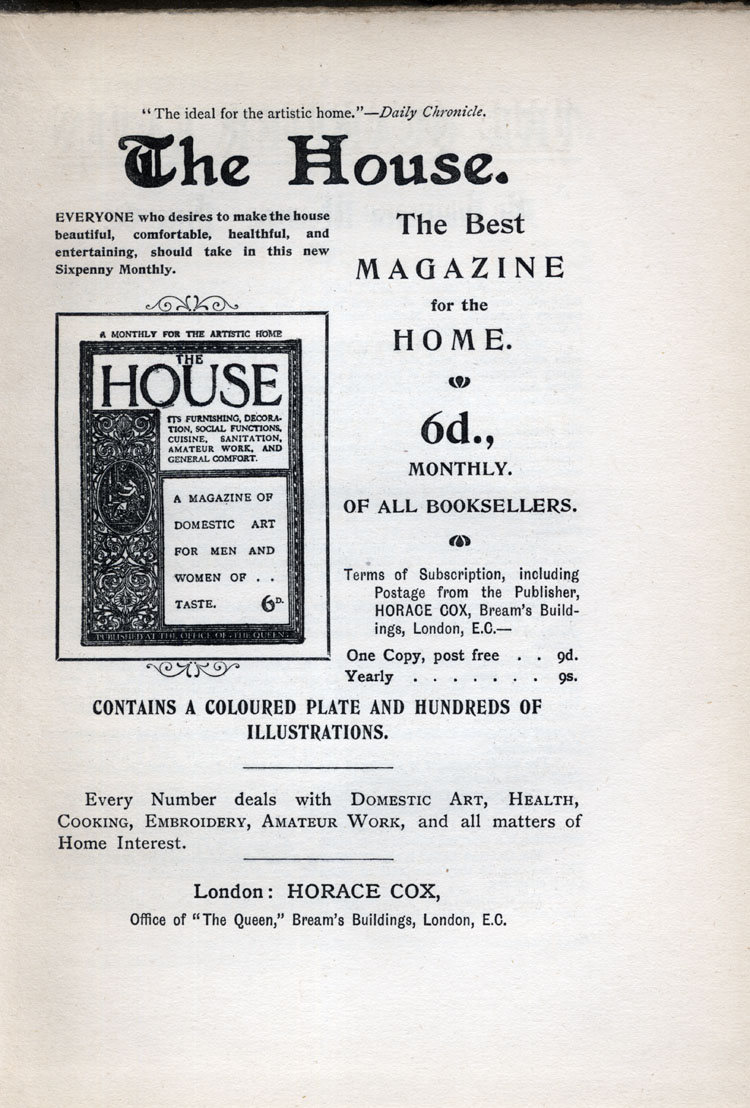 "The ideal for the artistic home."—Daily Chronicle.
The House.
EVERYONE who desires to make the house
beautiful, comfortable, healthful, and
entertaining, should take in this new
Sixpenny Monthly.
A MONTHLY FOR THE ARTISTIC HOME
THE
HOUSE
ITS FURNISHING, DECORA-
TION, SOCIAL FUNCTIONS,
CUISINE, SANITATION,
AMATEUR WORK, AND
GENERAL COMFORT.
A MAGAZINE OF
DOMESTIC ART
FOR MEN AND
WOMEN OF . .
TASTE. 6D.
PUBLISHED AT THE OFFICE OF "THE QUEEN"
The Best
MAGAZINE
for the
HOME.
6d.,
MONTHLY.
OF ALL BOOKSELLERS.
Terms of Subscription, including
Postage from the Publisher,
HORACE COX, Bream's Build-
ings, London, E.C.—
One Copy, post free . . 9d.
Yearly . . . . . . . 9s.
CONTAINS A COLOURED PLATE AND HUNDREDS OF
ILLUSTRATIONS.
Every Number deals with DOMESTIC ART, HEALTH,
COOKING, EMBROIDERY, AMATEUR WORK, and all matters of
Home Interest.
London: HORACE COX,
Office of "The Queen," Bream's Buildings, London, E.C.